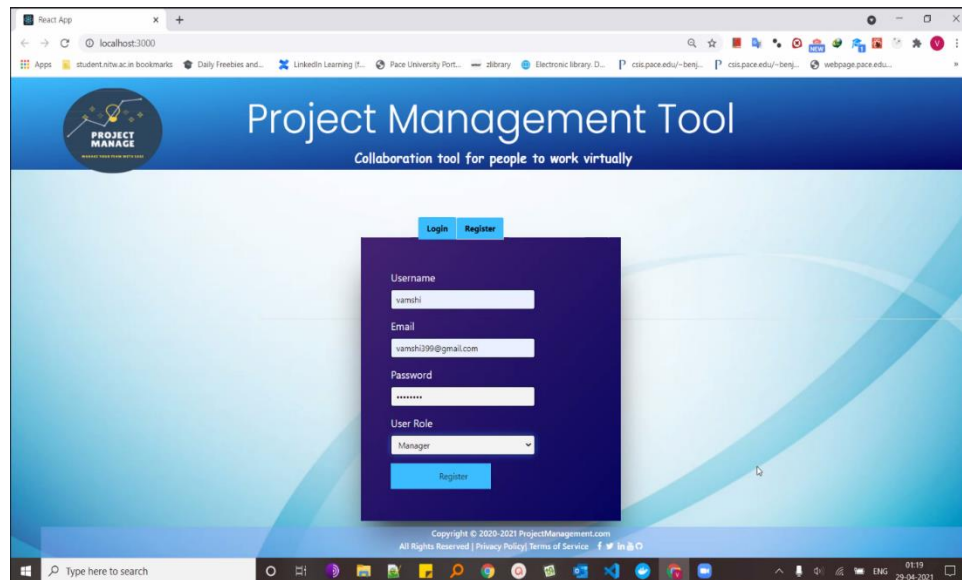 React App
localhost:3000
Apps student.nitw.ac.in bookmarks Daily Freebies and... LinkedIn Learning (f... Pace University Port... zlibrary Electronic library. D... csis.pace.edu/~benj... csis.pace.edu/~benj... webpage.pace.edu...
NEW
V
PROJECT
MANAGE
Project Management Tool
Collaboration tool for people to work virtually
Login Register
Username
vamshi
Email
vamshi399@gmail.com
Password
User Role
Manager
Register
Copyright © 2020-2021 ProjectManagement.com
All Rights Reserved | Privacy Policy| Terms of Service
Type here to search
ENG
01:19
29-04-2021